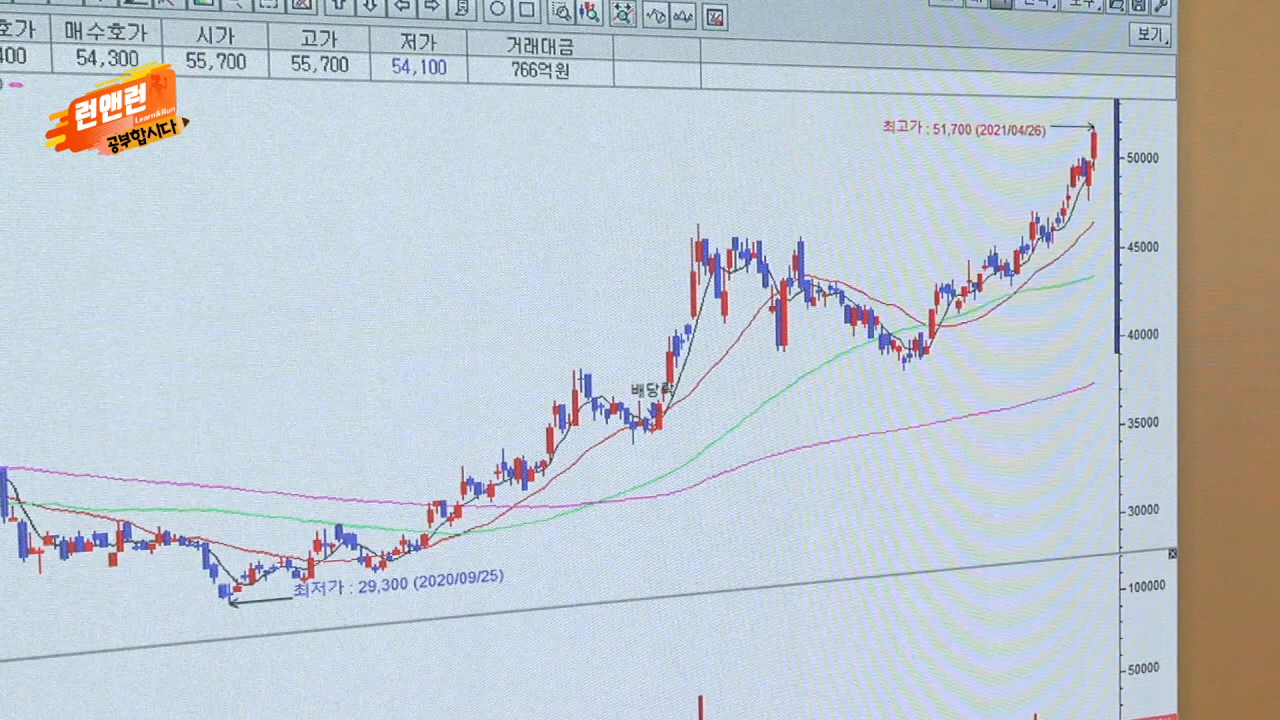 호가 매수호가 시가 고가 저가 거래대금
400 54,300 55,700 55,700 54,100 766억원
보기
런앤런
Learn&Run
공부합시다
최고가 : 51,700 (2021/04/26)
50000
45000
40000
배당락
35000
30000
최저가 : 29,300 (2020/09/25)
100000
50000